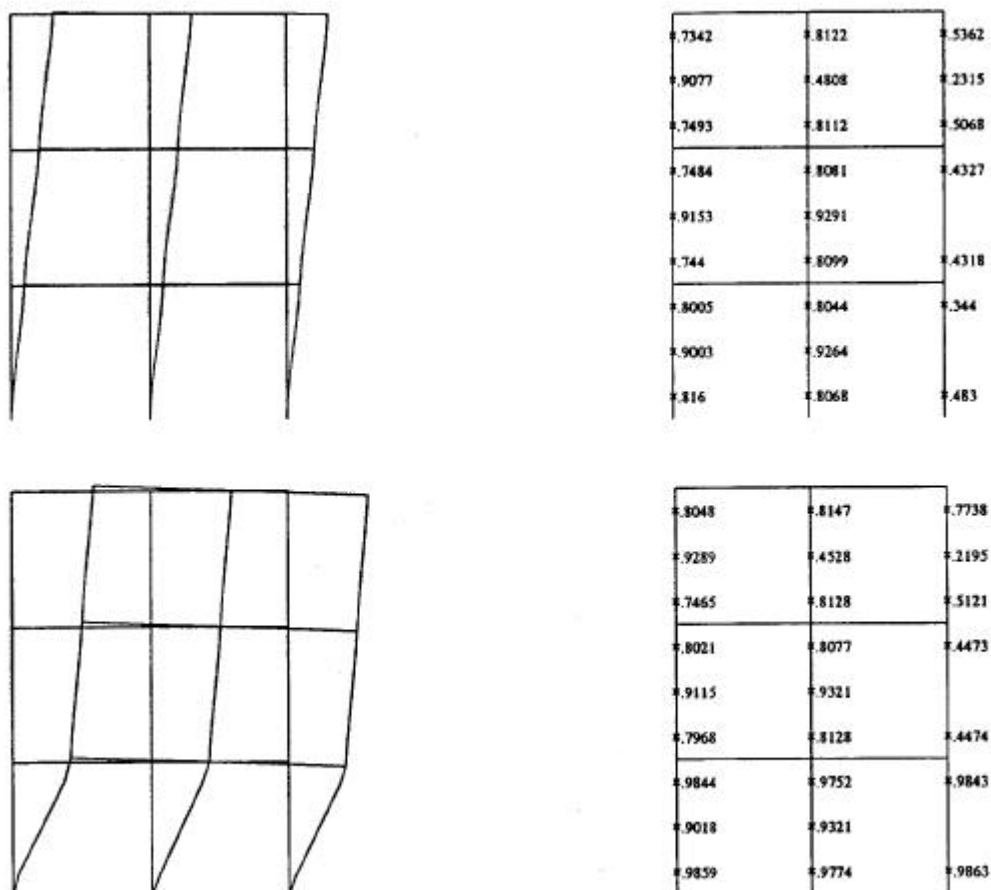 .7342 .8122 .5362
.9077 .4808 .2315
.7493 .8112 .5068
.7484 .8081 .4327
.9153 .9291
.744 .8099 .4318
.8005 .8044 .344
.9003 .9264
.816 .8068 .483
.8048 .8147 .7738
.9289 .4528 .2195
.7465 .8128 .5121
.8021 .8077 .4473
.9115 .9321
.7968 .8128 .4474
.9844 .9752 .9843
.9018 .9321
.9859 .9774 .9863